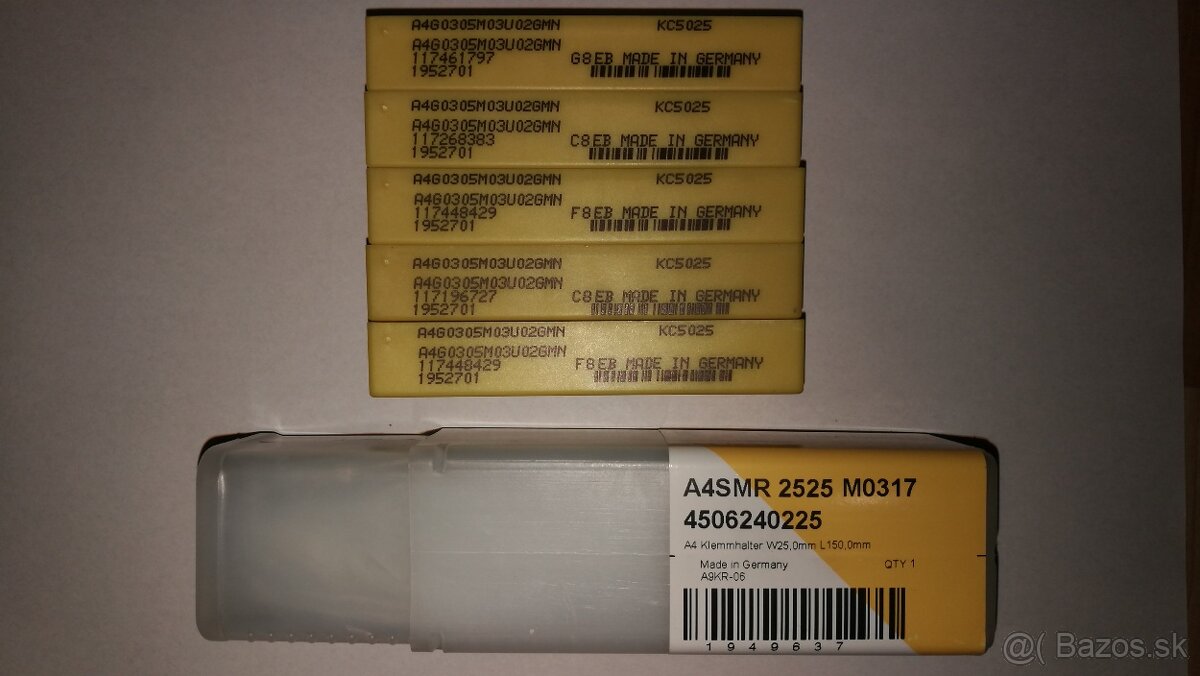 A4G0305M03U02GMN KC5025
A4G0305M03U02GMN
117461797 G8EB MADE IN GERMANY
1952701
A4G0305M03U02GMN KC5025
A4G0305M03U02GMN
117268383 C8EB MADE IN GERMANY
1952701
A4G0305M03U02GMN KC5025
A4G0305M03U02GMN
117448429 F8EB MADE IN GERMANY
1952701
A4G0305M03U02GMN KC5025
A4G0305M03U02GMN
117196727 C8EB MADE IN GERMANY
1952701
A4G0305M03U02GMN KC5025
A4G0305M03U02GMN
117448429 F8EB MADE IN GERMANY
1952701
A4SMR 2525 M0317
4506240225
A4 Klemmhalter W25,0mm L150,0mm
Made in Germany QTY 1
A9KR-06
1949637
@( Bazos.sk